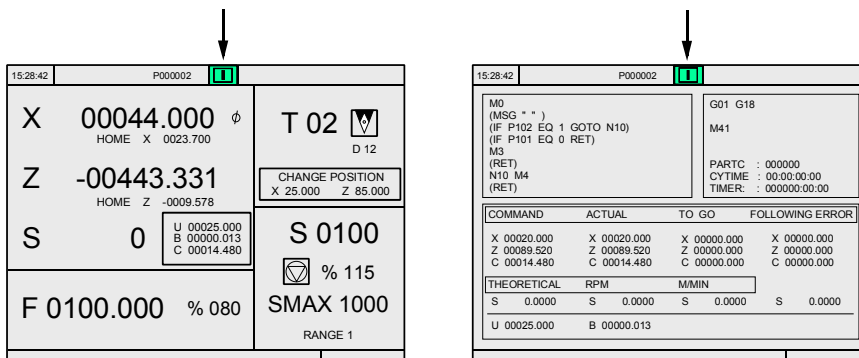 15:28:42 P000002
X 00044.000 ϕ
HOME X 0023.700
Z -00443.331
HOME Z -0009.578
S 0
U 00025.000
B 00000.013
C 00014.480
F 0100.000 % 080
T 02
D 12
CHANGE POSITION
X 25.000 Z 85.000
S 0100
% 115
SMAX 1000
RANGE 1
15:28:42 P000002
M0
(MSG " " )
(IF P102 EQ 1 GOTO N10)
(IF P101 EQ 0 RET)
M3
(RET)
N10 M4
(RET)
G01 G18
M41
PARTC : 000000
CYTIME : 00:00:00:00
TIMER: : 000000:00:00
COMMAND ACTUAL TO GO FOLLOWING ERROR
X 00020.000 X 00020.000 X 00000.000 X 00000.000
Z 00089.520 Z 00089.520 Z 00000.000 Z 00000.000
C 00014.480 C 00014.480 C 00000.000 C 00000.000
THEORETICAL RPM M/MIN
S 0.0000 S 0.0000 S 0.0000 S 0.0000
U 00025.000 B 00000.013